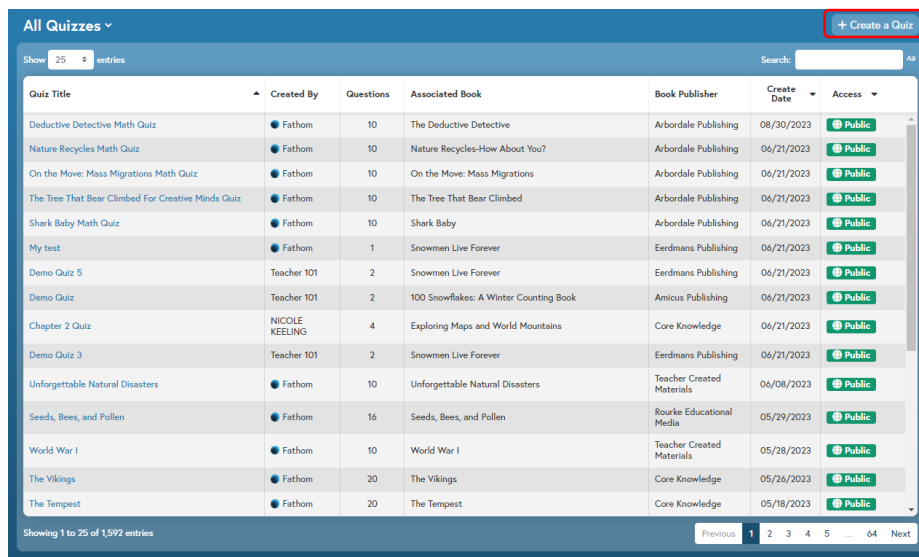 All Quizzes
+ Create a Quiz
Show 25 entries
Search: Aa
Quiz Title Created By Questions Associated Book Book Publisher Create Date Access
Deductive Detective Math Quiz Fathom 10 The Deductive Detective Arbordale Publishing 08/30/2023 Public
Nature Recycles Math Quiz Fathom 10 Nature Recycles-How About You? Arbordale Publishing 06/21/2023 Public
On the Move: Mass Migrations Math Quiz Fathom 10 On the Move: Mass Migrations Arbordale Publishing 06/21/2023 Public
The Tree That Bear Climbed For Creative Minds Quiz Fathom 10 The Tree That Bear Climbed Arbordale Publishing 06/21/2023 Public
Shark Baby Math Quiz Fathom 10 Shark Baby Arbordale Publishing 06/21/2023 Public
My test Fathom 1 Snowmen Live Forever Eerdmans Publishing 06/21/2023 Public
Demo Quiz 5 Teacher 101 2 Snowmen Live Forever Eerdmans Publishing 06/21/2023 Public
Demo Quiz Teacher 101 2 100 Snowflakes: A Winter Counting Book Amicus Publishing 06/21/2023 Public
Chapter 2 Quiz NICOLE KEELING 4 Exploring Maps and World Mountains Core Knowledge 06/21/2023 Public
Demo Quiz 3 Teacher 101 2 Snowmen Live Forever Eerdmans Publishing 06/21/2023 Public
Unforgettable Natural Disasters Fathom 10 Unforgettable Natural Disasters Teacher Created Materials 06/08/2023 Public
Seeds, Bees, and Pollen Fathom 16 Seeds, Bees, and Pollen Rourke Educational Media 05/29/2023 Public
World War I Fathom 10 World War I Teacher Created Materials 05/28/2023 Public
The Vikings Fathom 20 The Vikings Core Knowledge 05/26/2023 Public
The Tempest Fathom 20 The Tempest Core Knowledge 05/18/2023 Public
Showing 1 to 25 of 1,592 entries
Previous 1 2 3 4 5 ... 64 Next